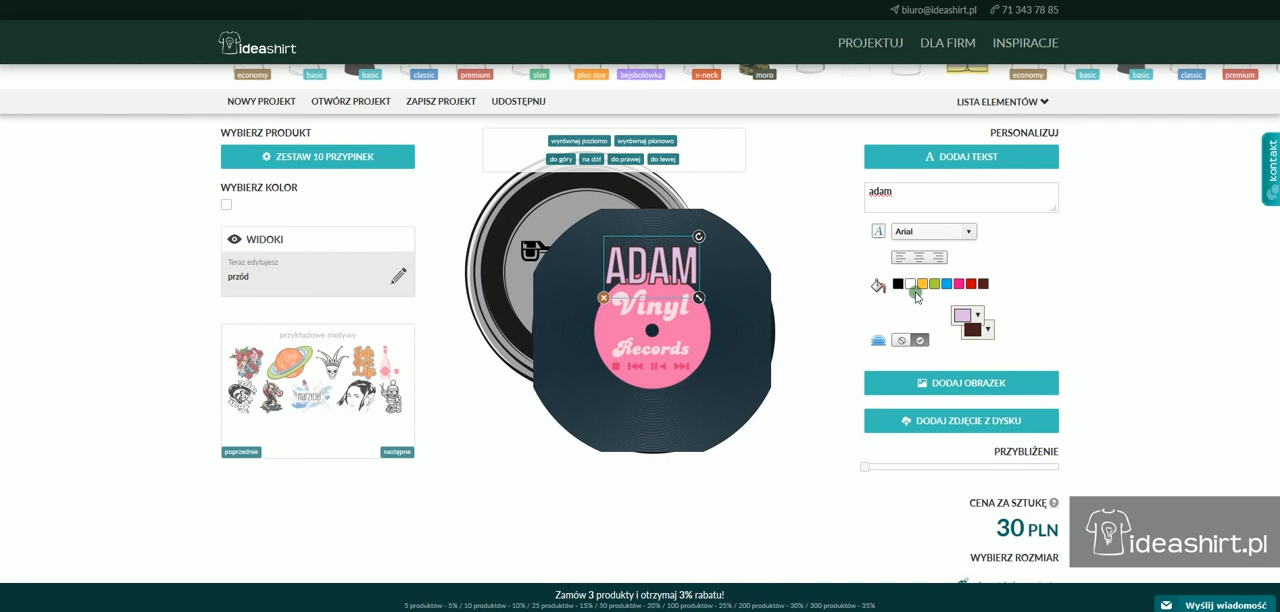 biuro@ideashirt.pl 71 343 78 85
ideashirt
PROJEKTUJ DLA FIRM INSPIRACJE
economy basic basic classic premium slim plus size bejsbolówka v-neck moro economy basic basic classic premium
NOWY PROJEKT OTWÓRZ PROJEKT ZAPISZ PROJEKT UDOSTĘPNIJ LISTA ELEMENTÓW
WYBIERZ PRODUKT
ZESTAW 10 PRZYPINEK
WYBIERZ KOLOR
WIDOKI
Teraz edytujesz
przód
przykładowe motywy
marzyciel
poprzednie następne
wyrównaj poziomo wyrównaj pionowo
do góry na dół do prawej do lewej
ADAM
Vinyl
Records
PERSONALIZUJ
A DODAJ TEKST
adam
A Arial
DODAJ OBRAZEK
DODAJ ZDJĘCIE Z DYSKU
PRZYBLIŻENIE
CENA ZA SZTUKĘ ?
30 PLN
WYBIERZ ROZMIAR
kontakt
ideashirt.pl
Zamów 3 produkty i otrzymaj 3% rabatu!
5 produktów - 5% / 10 produktów - 10% / 25 produktów - 15% / 50 produktów - 20% / 100 produktów - 25% / 200 produktów - 30% / 300 produktów - 35%
Wyślij wiadomość